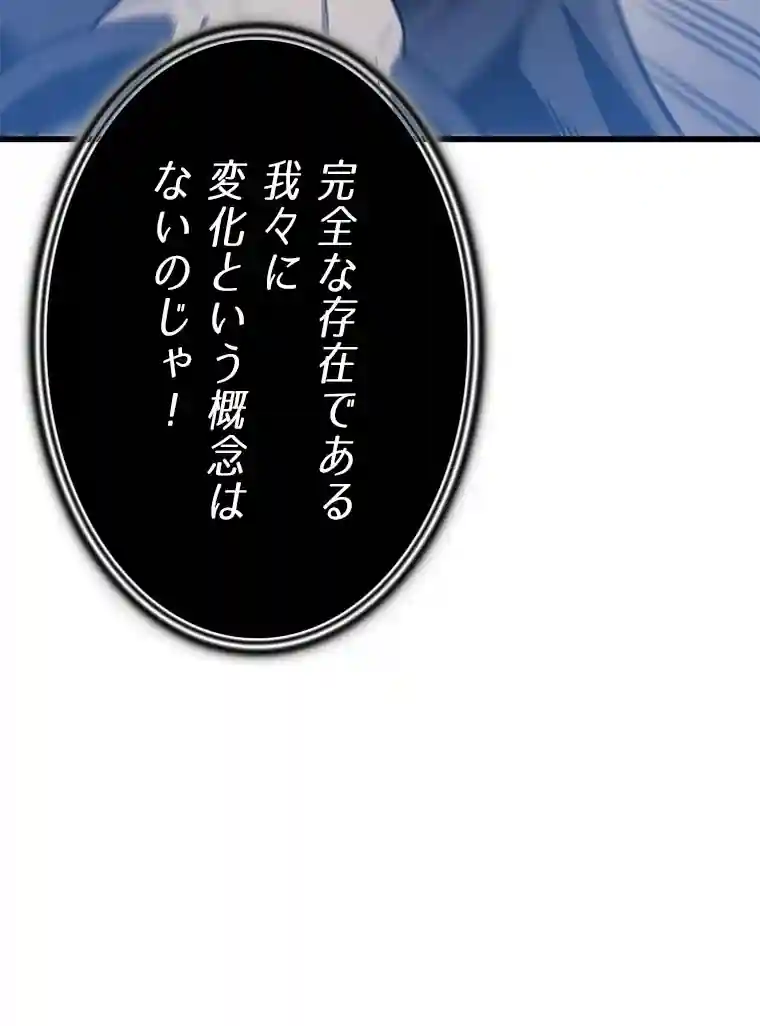 完全な存在である
我々に
変化という概念は
ないのじゃ！